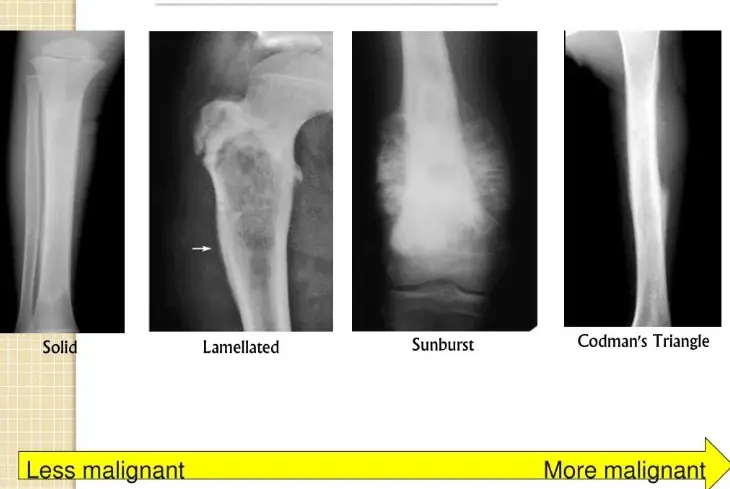 Solid
Lamellated
Sunburst
Codman's Triangle
Less malignant
More malignant